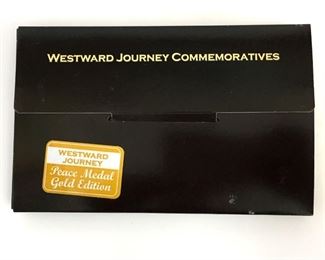 WESTWARD JOURNEY COMMEMORATIVES
WESTWARD
JOURNEY
Peace Medal
Gold Edition